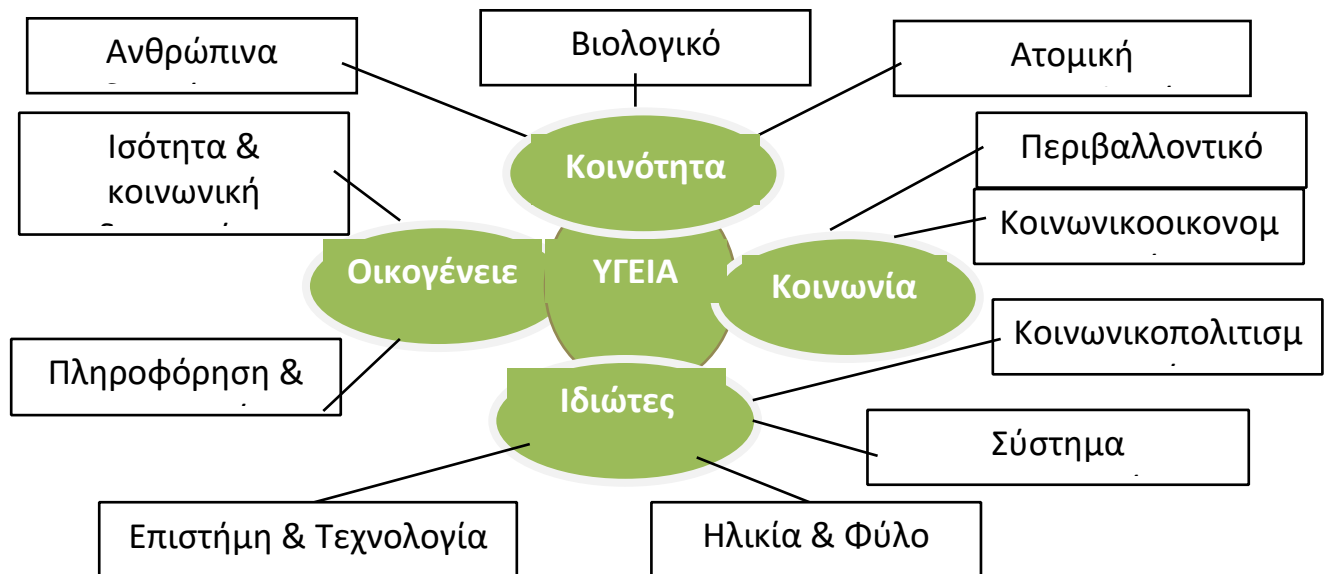 Ανθρώπινα
Βιολογικό
Ατομική
Ισότητα &
κοινωνική
Κοινότητα
Περιβαλλοντικό
Κοινωνικοοικονομ
Οικογένειε
ΥΓΕΙΑ
Κοινωνία
Πληροφόρηση &
Κοινωνικοπολιτισμ
Ιδιώτες
Σύστημα
Επιστήμη & Τεχνολογία
Ηλικία & Φύλο